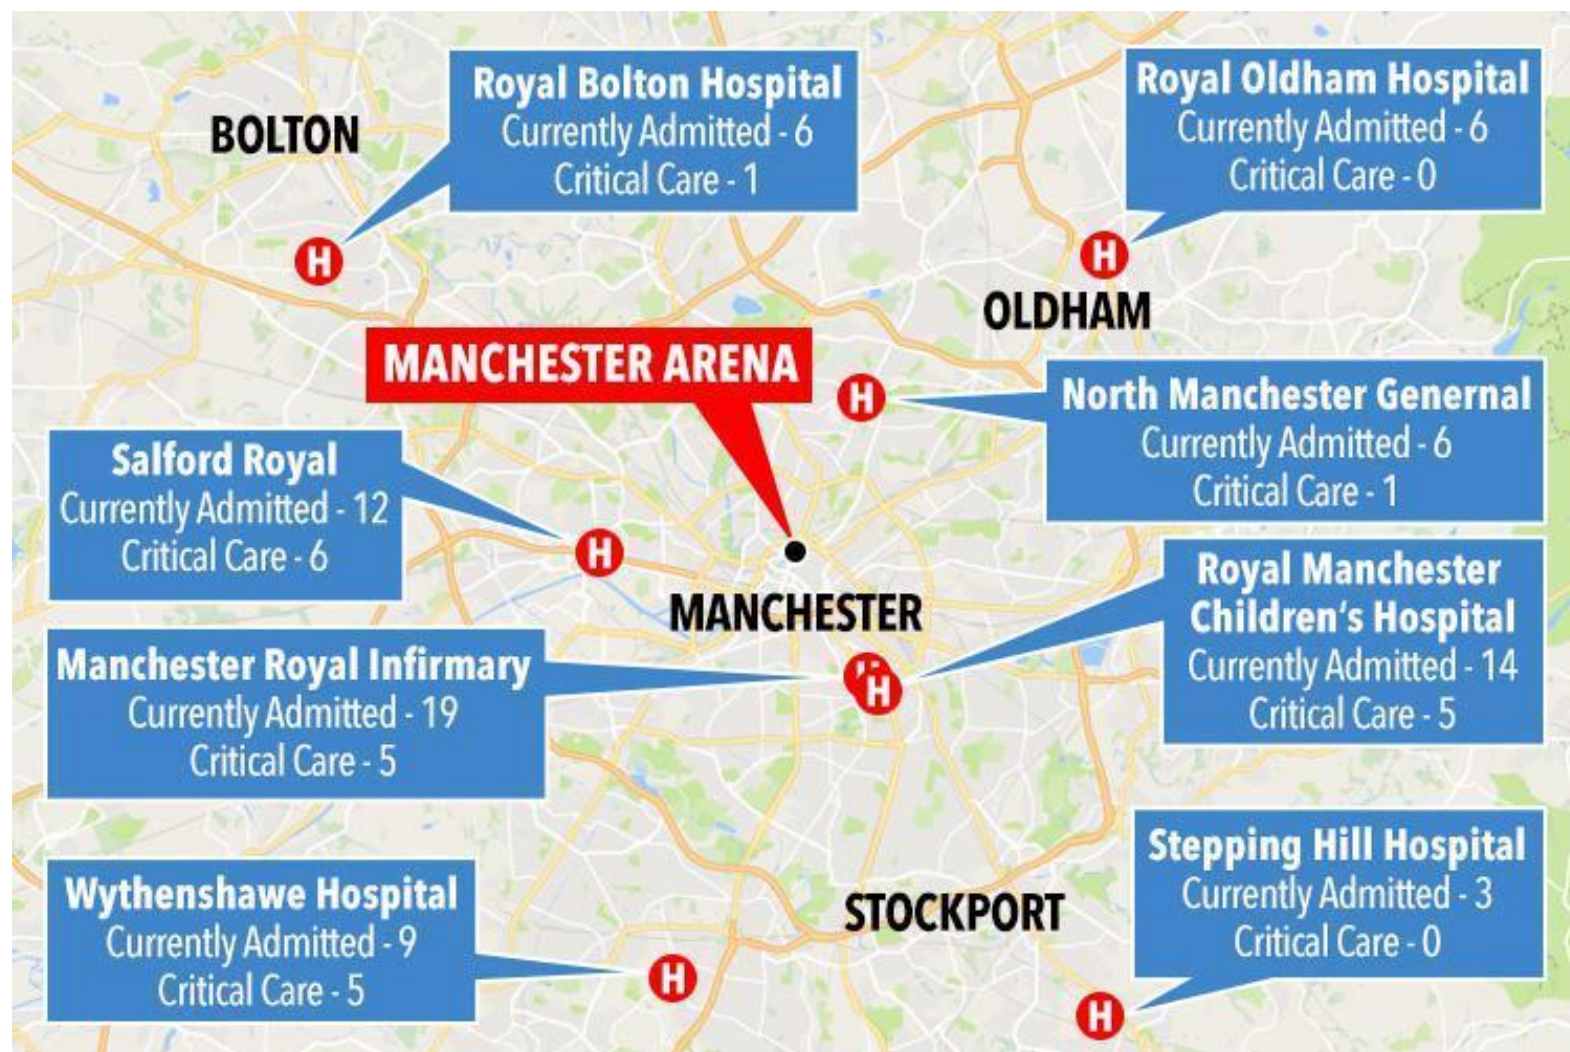 Royal Bolton Hospital
Currently Admitted - 6
Critical Care - 1
Royal Oldham Hospital
Currently Admitted - 6
Critical Care - 0
BOLTON
H
H
OLDHAM
MANCHESTER ARENA
H
North Manchester Genernal
Currently Admitted - 6
Critical Care - 1
Salford Royal
Currently Admitted - 12
Critical Care - 6
H
Royal Manchester
Children's Hospital
Currently Admitted - 14
Critical Care - 5
MANCHESTER
Manchester Royal Infirmary
Currently Admitted - 19
Critical Care - 5
H
Stepping Hill Hospital
Currently Admitted - 3
Critical Care - 0
Wythenshawe Hospital
Currently Admitted - 9
Critical Care - 5
STOCKPORT
H
H